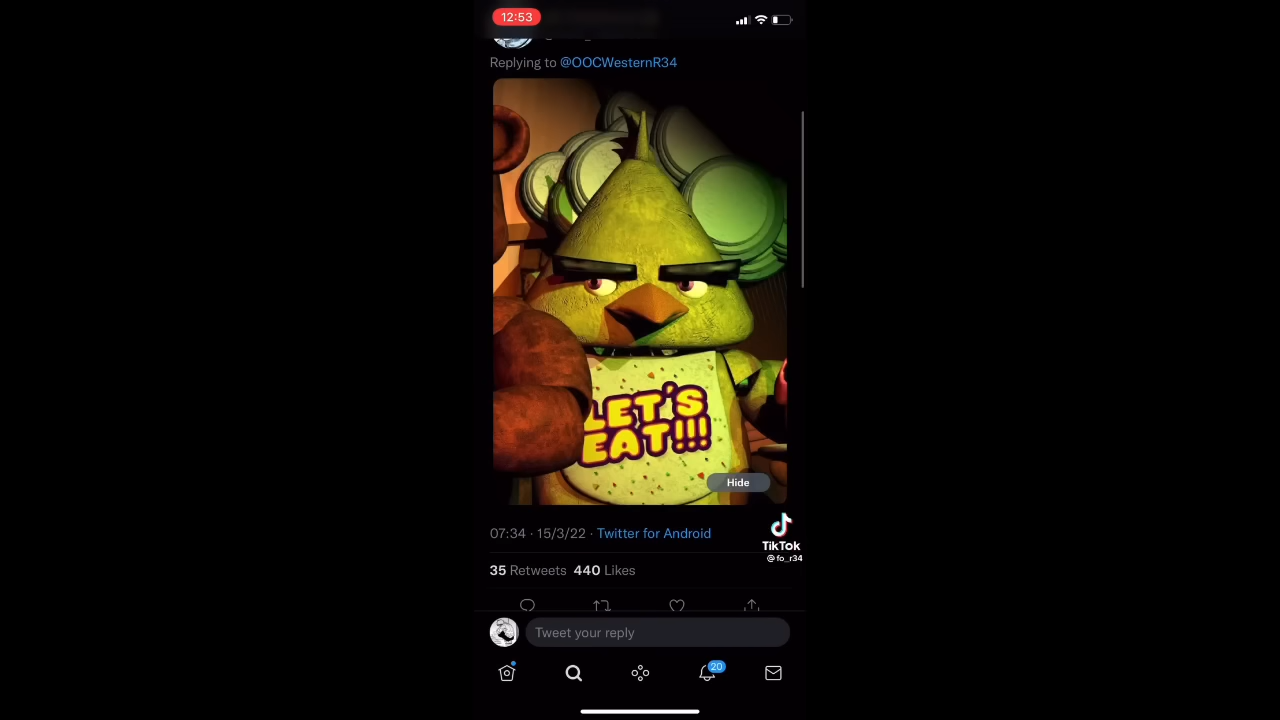 12:53
Replying to @OOCWesternR34
LET'S
EAT!!!
Hide
07:34 · 15/3/22 · Twitter for Android
TikTok
@fo_r34
35 Retweets 440 Likes
Tweet your reply
20